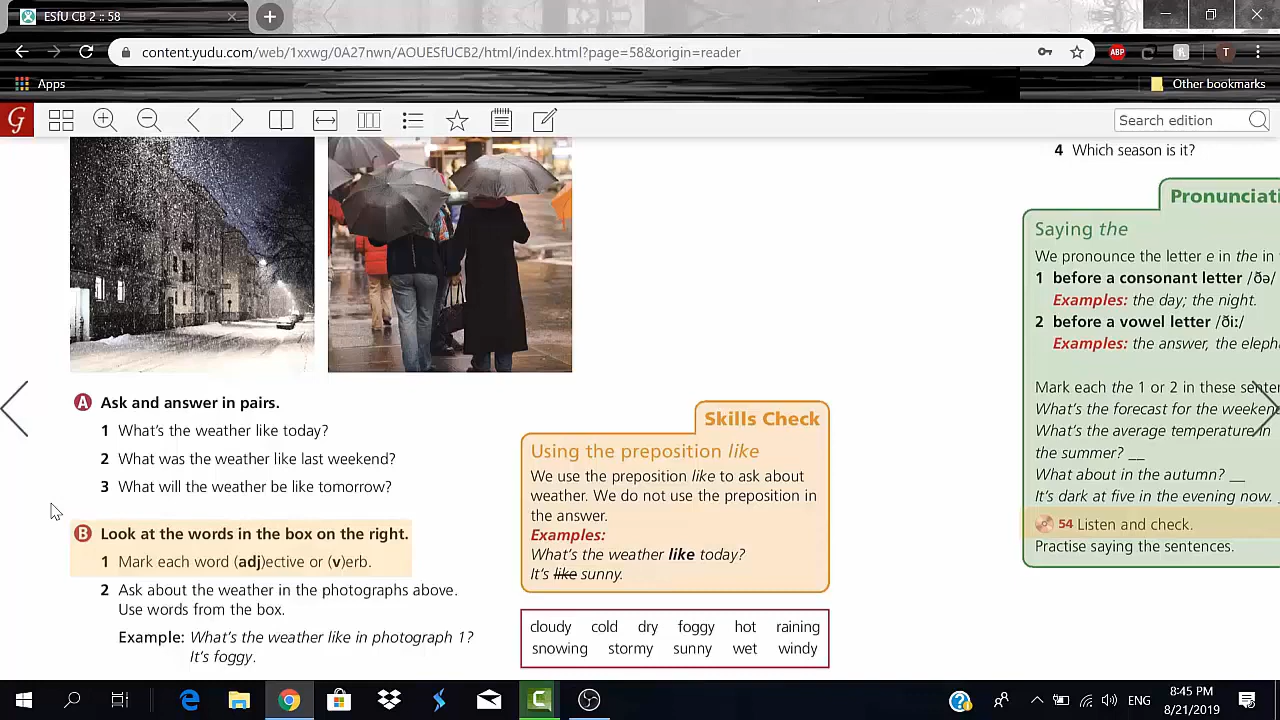 ESfU CB 2 :: 58
content.yudu.com/web/1xxwg/0A27nwn/AOUESfUCB2/html/index.html?page=58&origin=reader
ABP
T
Apps
Other bookmarks
G
Search edition
4 Which season is it?
Pronunciati
Saying the
We pronounce the letter e in the in
1 before a consonant letter /ðə/
Examples: the day; the night.
2 before a vowel letter /ðiː/
Examples: the answer, the eleph
Mark each the 1 or 2 in these sente
What's the forecast for the weeken
What's the average temperature in
the summer? __
What about in the autumn? __
It's dark at five in the evening now.
54 Listen and check.
Practise saying the sentences.
A Ask and answer in pairs.
1 What's the weather like today?
2 What was the weather like last weekend?
3 What will the weather be like tomorrow?
B Look at the words in the box on the right.
1 Mark each word (adj)ective or (v)erb.
2 Ask about the weather in the photographs above.
Use words from the box.
Example: What's the weather like in photograph 1?
It's foggy.
Skills Check
Using the preposition like
We use the preposition like to ask about
weather. We do not use the preposition in
the answer.
Examples:
What's the weather like today?
It's like sunny.
cloudy cold dry foggy hot raining
snowing stormy sunny wet windy
ENG
8:45 PM
8/21/2019